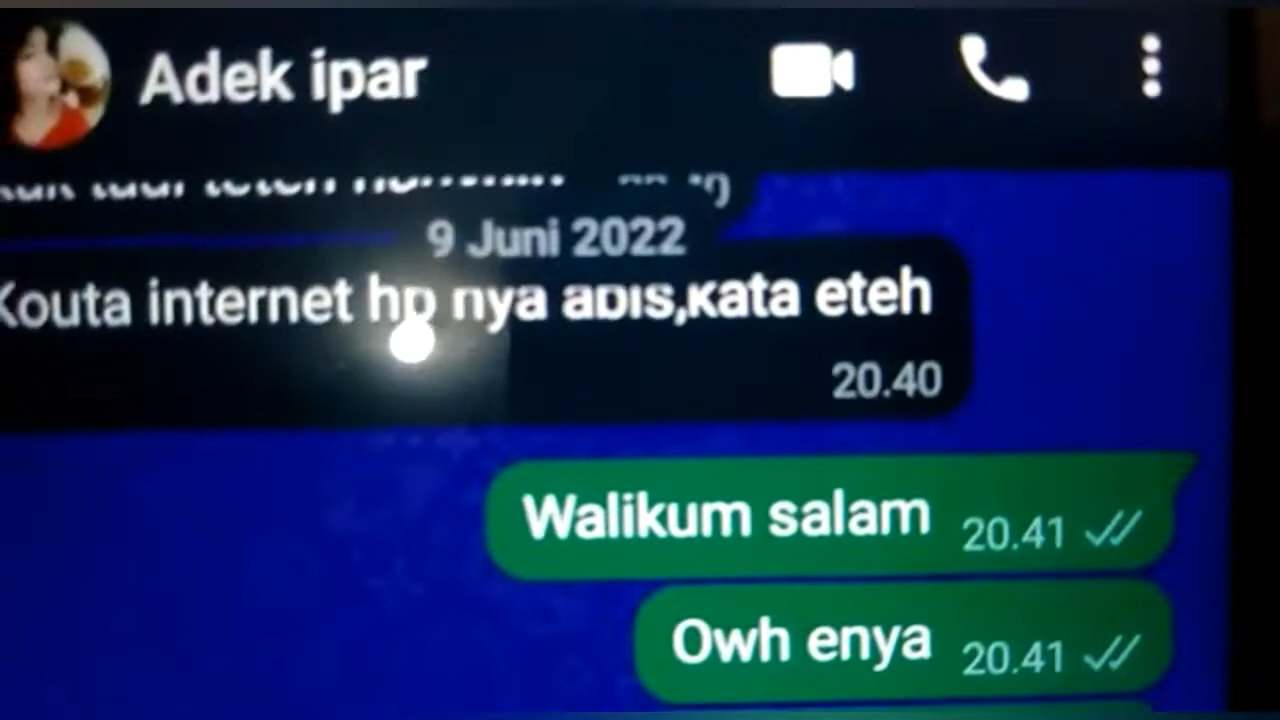 Adek ipar
9 Juni 2022
Kouta internet hp nya abis,kata eteh
20.40
Walikum salam 20.41
Owh enya 20.41